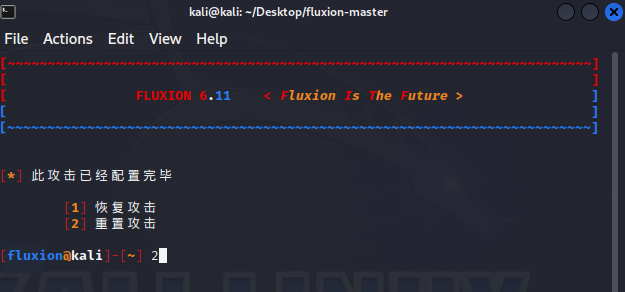 kali@kali: ~/Desktop/fluxion-master
File Actions Edit View Help
[~~~~~~~~~~~~~~~~~~~~~~~~~~~~~~~~~~~~~~~~~~~~~~~~~~~~~~~~~~~~~~~~~~~~~~~~~]
[ ]
[ FLUXION 6.11 < Fluxion Is The Future > ]
[ ]
[~~~~~~~~~~~~~~~~~~~~~~~~~~~~~~~~~~~~~~~~~~~~~~~~~~~~~~~~~~~~~~~~~~~~~~~~~]
[*] 此攻击已经配置完毕
[1] 恢复攻击
[2] 重置攻击
[fluxion@kali]-[~] 2